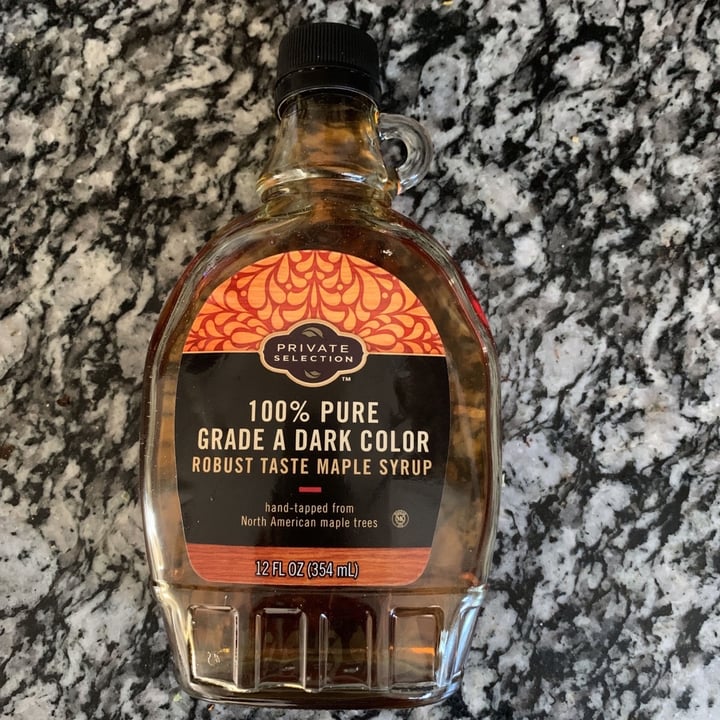 PRIVATE
SELECTION
™
100% PURE
GRADE A DARK COLOR
ROBUST TASTE MAPLE SYRUP
hand-tapped from
North American maple trees
12 FL OZ (354 mL)